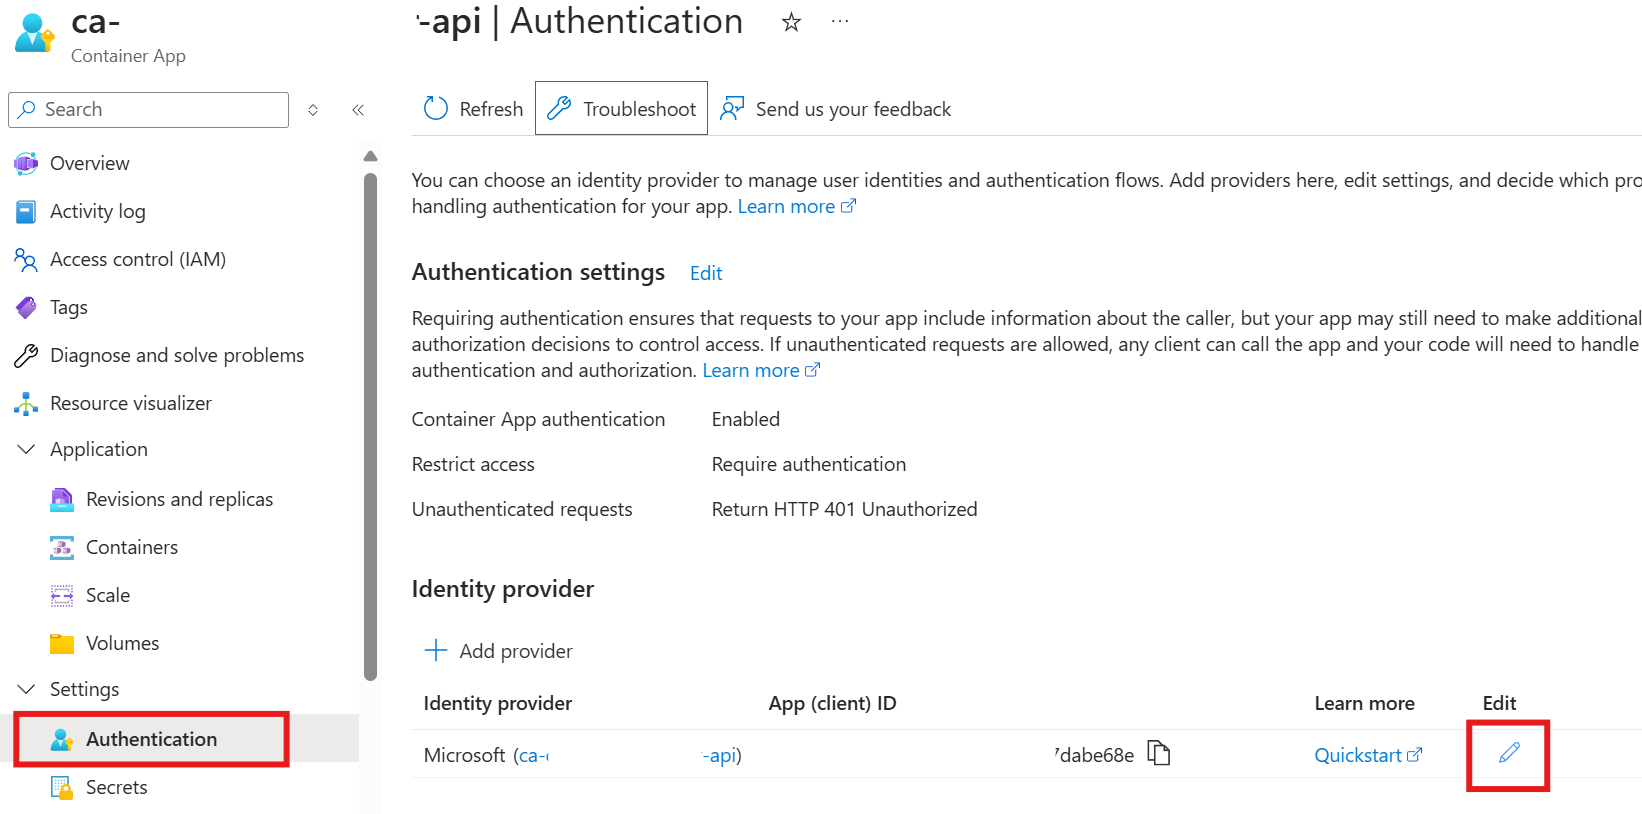 ca-
Container App
-api | Authentication
Search
Refresh
Troubleshoot
Send us your feedback
Overview
Activity log
Access control (IAM)
Tags
Diagnose and solve problems
Resource visualizer
Application
Revisions and replicas
Containers
Scale
Volumes
Settings
Authentication
Secrets
You can choose an identity provider to manage user identities and authentication flows. Add providers here, edit settings, and decide which
handling authentication for your app. Learn more
Authentication settings Edit
Requiring authentication ensures that requests to your app include information about the caller, but your app may still need to make additional
authorization decisions to control access. If unauthenticated requests are allowed, any client can call the app and your code will need to handle
authentication and authorization. Learn more
Container App authentication Enabled
Restrict access Require authentication
Unauthenticated requests Return HTTP 401 Unauthorized
Identity provider
Add provider
Identity provider App (client) ID Learn more Edit
Microsoft (ca- -api) 7dabe68e Quickstart